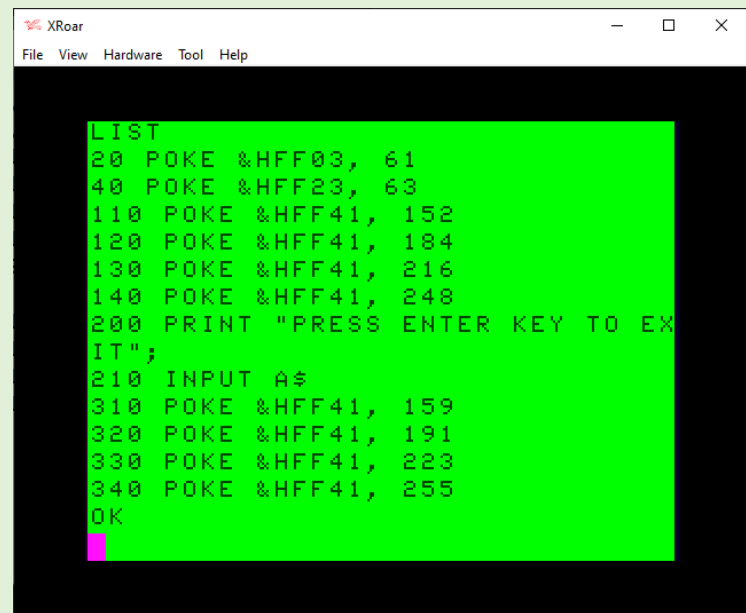 XRoar
File View Hardware Tool Help
LIST
20 POKE &HFF03, 61
40 POKE &HFF23, 63
110 POKE &HFF41, 152
120 POKE &HFF41, 184
130 POKE &HFF41, 216
140 POKE &HFF41, 248
200 PRINT "PRESS ENTER KEY TO EX
IT";
210 INPUT A$
310 POKE &HFF41, 159
320 POKE &HFF41, 191
330 POKE &HFF41, 223
340 POKE &HFF41, 255
OK